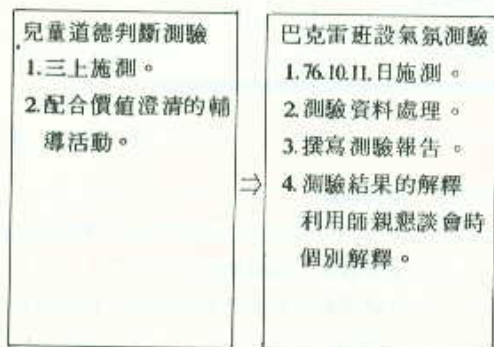 兒童道德判斷測驗
1.三上施測。
2.配合價值澄清的輔
導活動。
⇒
巴克雷班設氣氛測驗
1.76.10.11.日施測。
2.測驗資料處理。
3.撰寫測驗報告。
4.測驗結果的解釋
利用師親懇談會時
個別解釋。